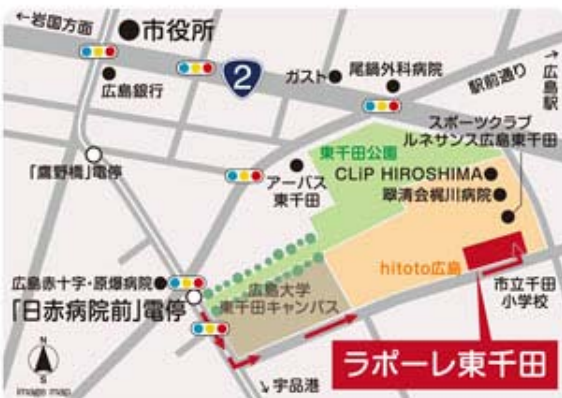 ←岩国方面
●市役所
広島銀行
2
ガスト
尾鍋外科病院
駅前通り
→広島駅
スポーツクラブ
ルネサンス広島東千田
「鷹野橋」電停
東千田公園
アーバス
東千田
CLiP HIROSHIMA
翠清会梶川病院
hitoto広島
広島赤十字・原爆病院
「日赤病院前」電停
広島大学
東千田キャンパス
市立千田
小学校
ラポーレ東千田
↘宇品港
N
S
image map